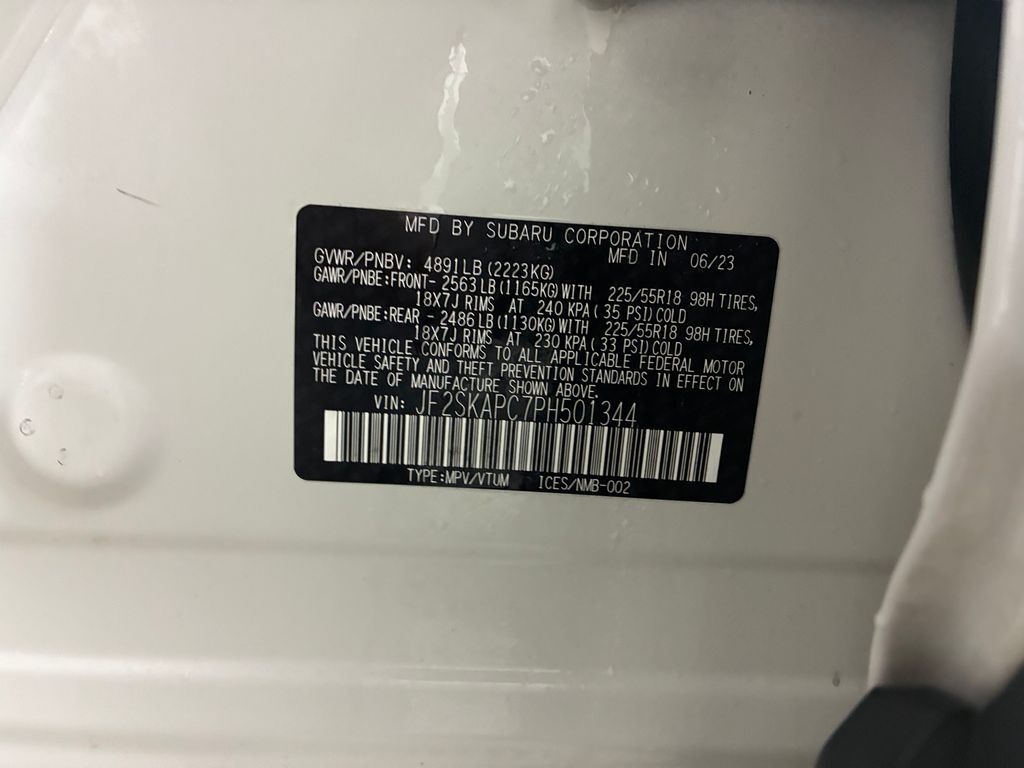 MFD BY SUBARU CORPORATION
MFD IN 06/23
GVWR/PNBV: 4891LB(2223KG)
GAWR/PNBE:FRONT- 2563LB(1165KG)WITH 225/55R18 98H TIRES,
18X7J RIMS AT 240 KPA( 35 PSI)COLD
GAWR/PNBE:REAR - 2486LB(1130KG)WITH 225/55R18 98H TIRES,
18X7J RIMS AT 230 KPA( 33 PSI)COLD
THIS VEHICLE CONFORMS TO ALL APPLICABLE FEDERAL MOTOR
VEHICLE SAFETY AND THEFT PREVENTION STANDARDS IN EFFECT ON
THE DATE OF MANUFACTURE SHOWN ABOVE.
VIN: JF2SKAPC7PH501344
TYPE:MPV/VTUM ICES/NMB-002